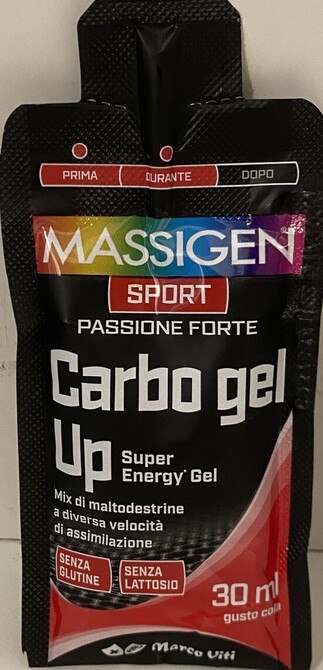 PRIMA DURANTE DOPO
MASSIGEN
SPORT
PASSIONE FORTE
Carbo gel
Up Super
Energy* Gel
Mix di maltodestrine
a diversa velocità
di assimilazione
SENZA
GLUTINE
SENZA
LATTOSIO
30 ml
gusto cola
Marco Viti